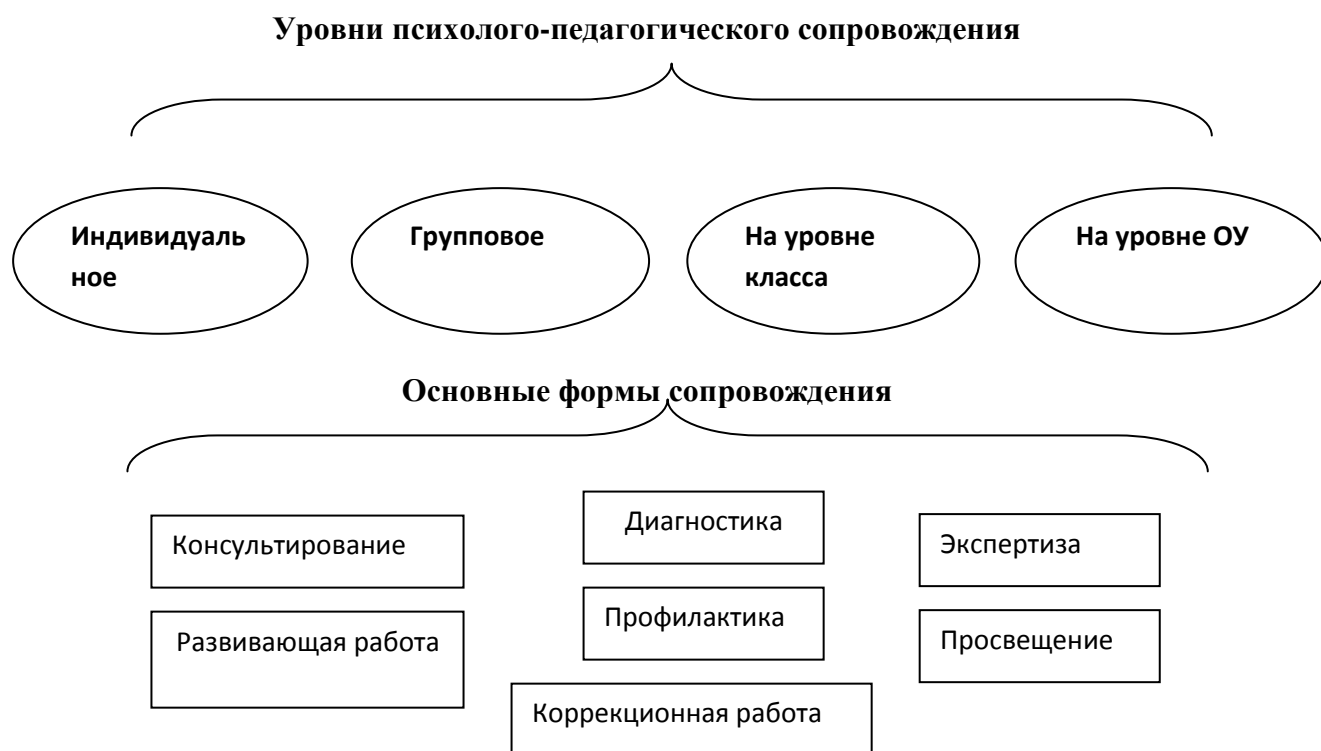 Уровни психолого-педагогического сопровождения
Индивидуаль
ное
Групповое
На уровне
класса
На уровне ОУ
Основные формы сопровождения
Консультирование
Диагностика
Экспертиза
Развивающая работа
Профилактика
Просвещение
Коррекционная работа